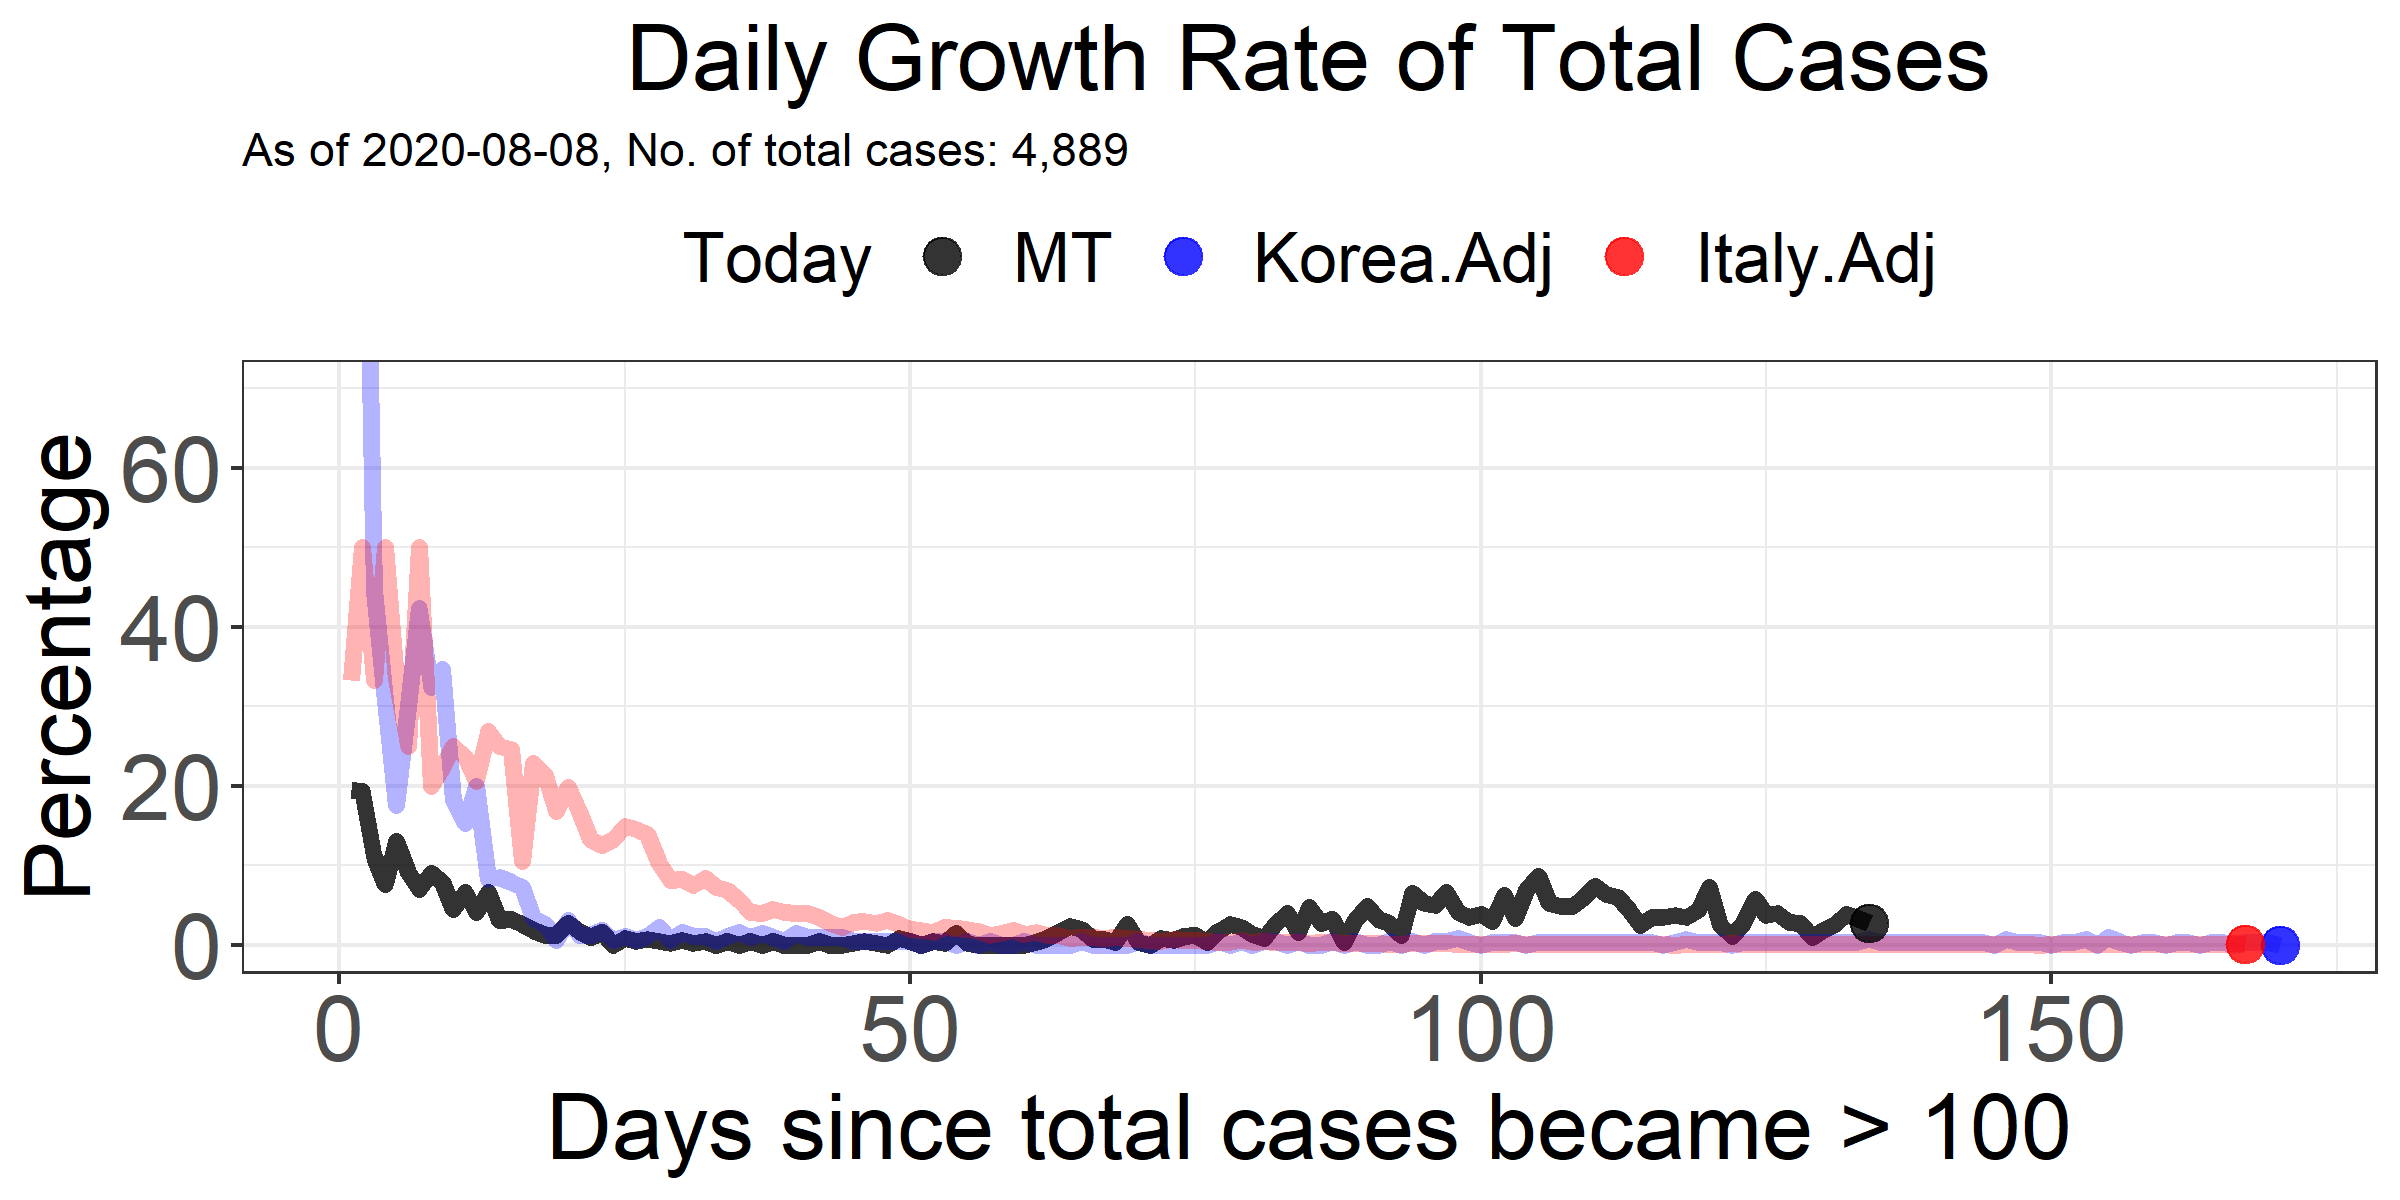 Daily Growth Rate of Total Cases
As of 2020-08-08, No. of total cases: 4,889
Today MT Korea.Adj Italy.Adj
Percentage
60
40
20
0
0 50 100 150
Days since total cases became > 100